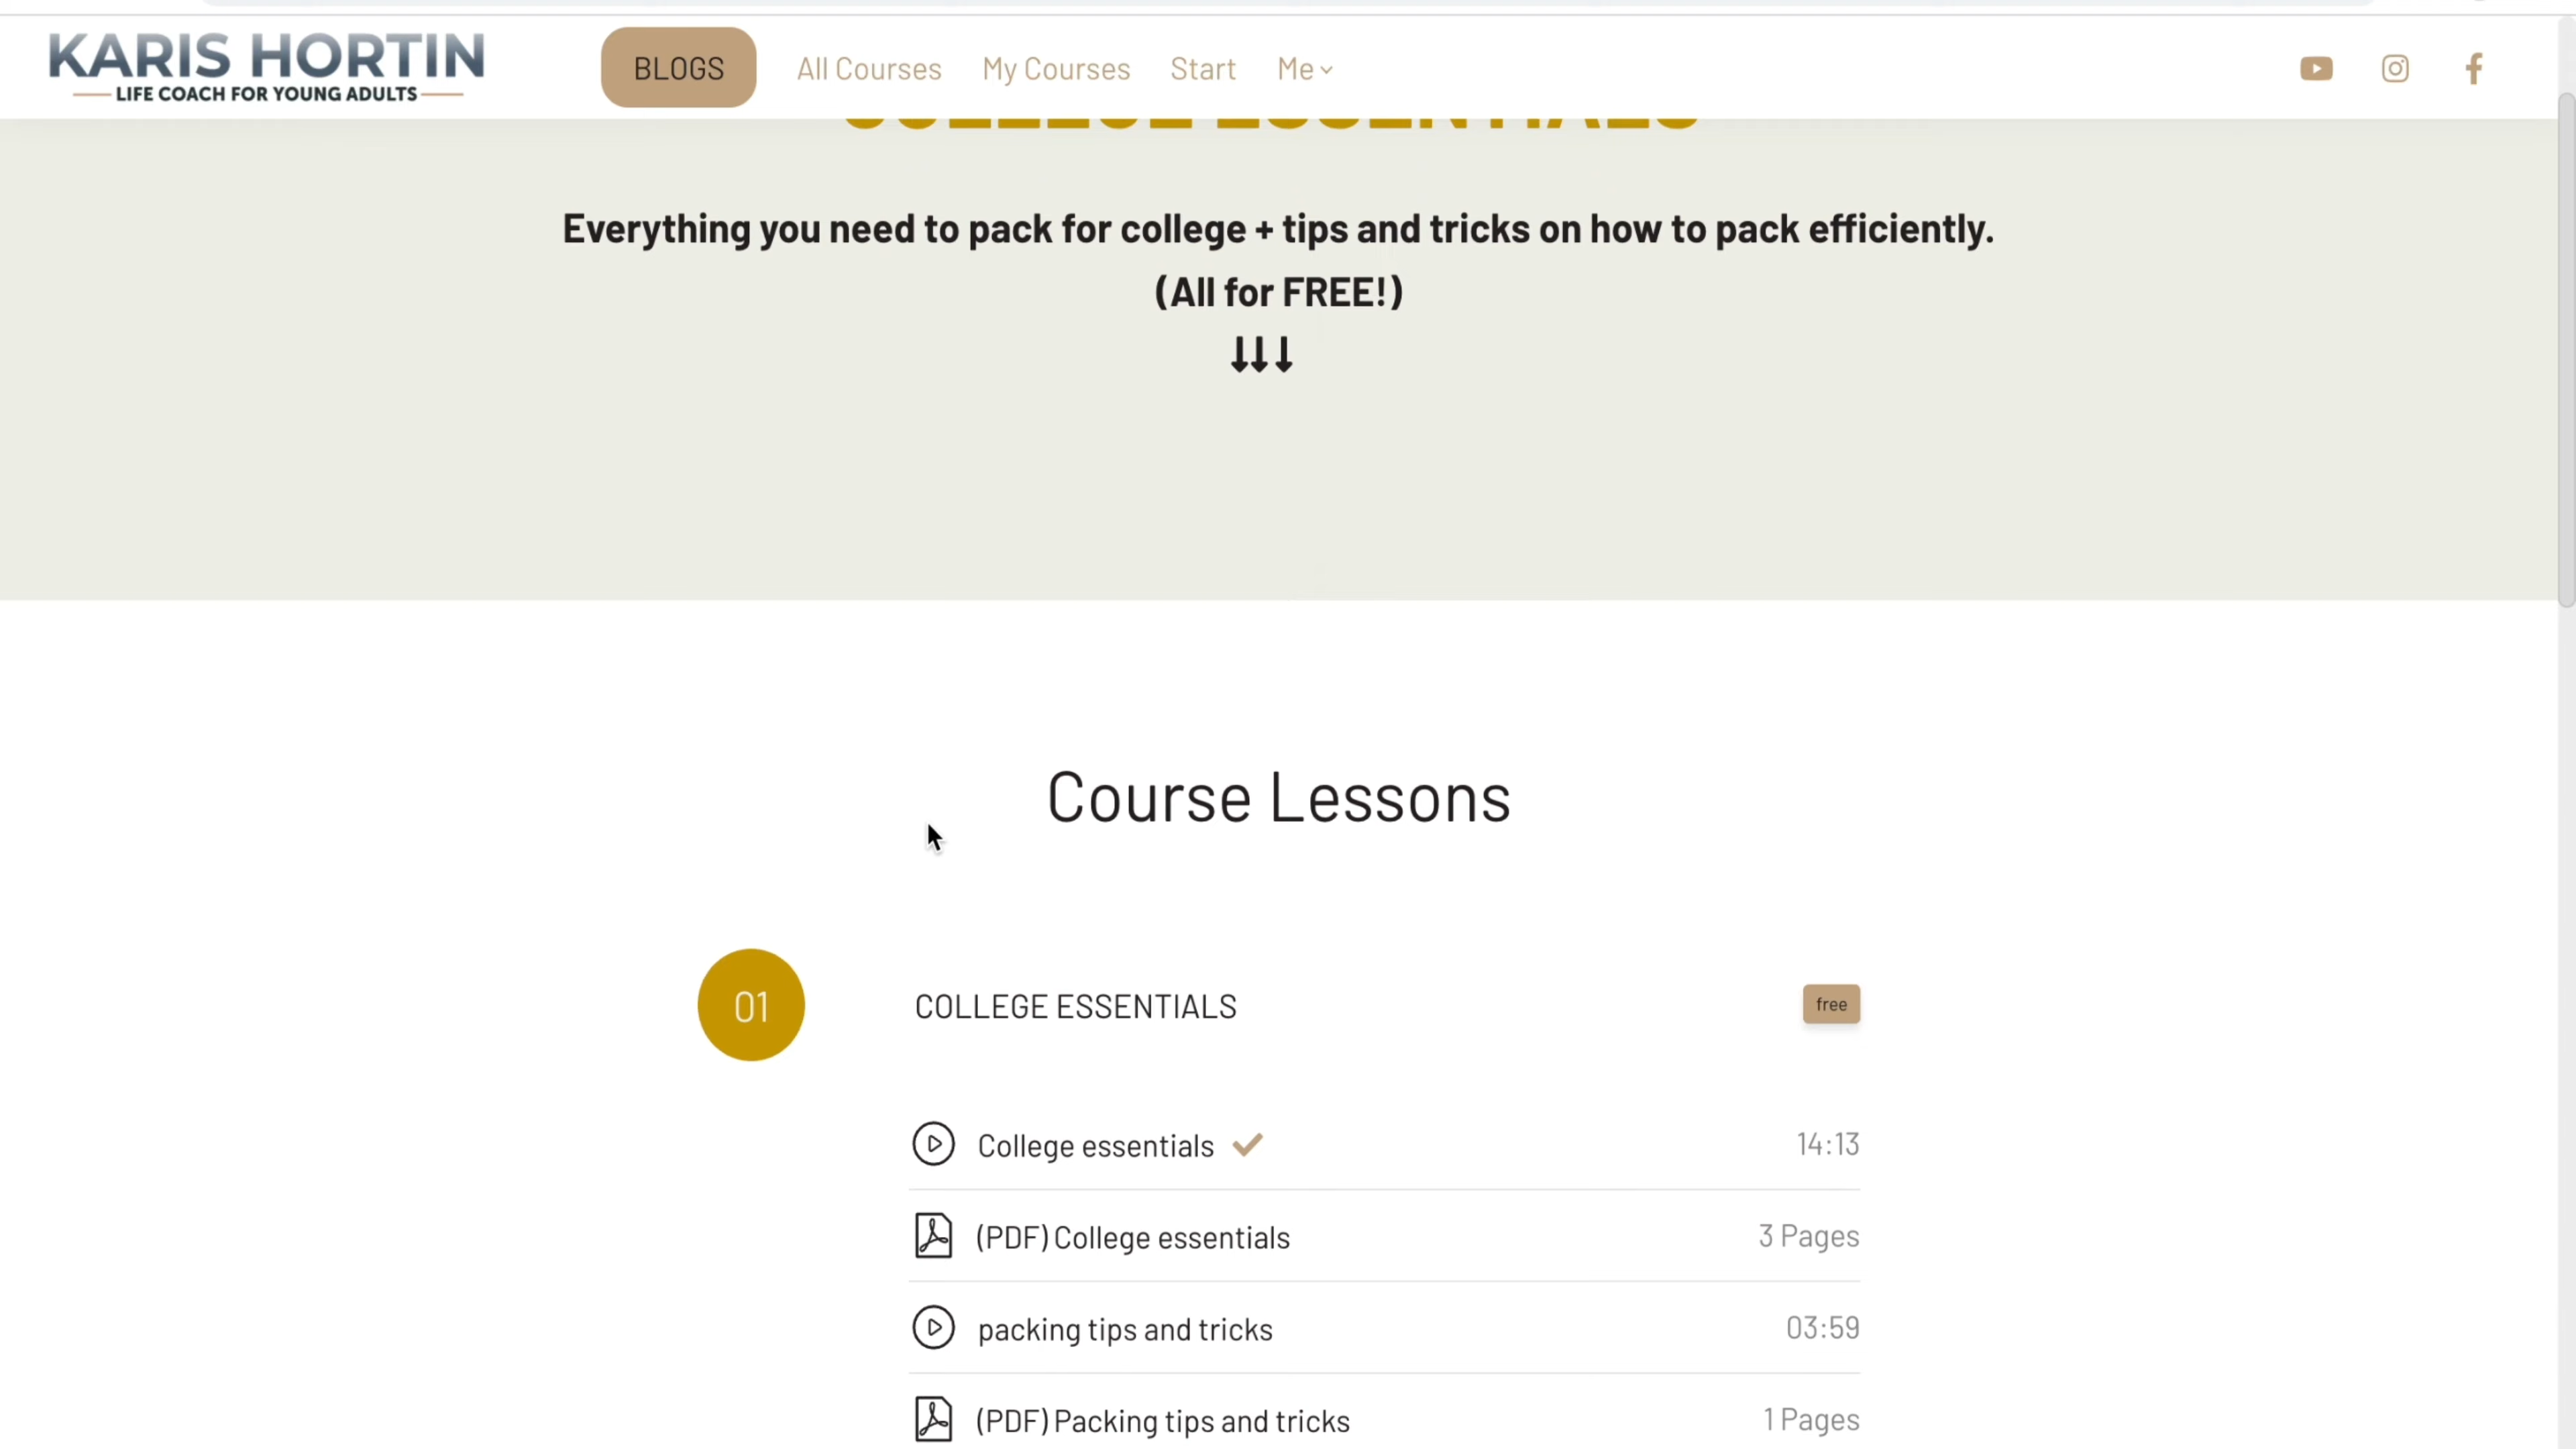 KARIS HORTIN
LIFE COACH FOR YOUNG ADULTS
BLOGS
All Courses
My Courses
Start
Me
COLLEGE ESSENTIALS
Everything you need to pack for college + tips and tricks on how to pack efficiently.
(All for FREE!)
↓↓↓
Course Lessons
01
COLLEGE ESSENTIALS
free
College essentials
14:13
(PDF) College essentials
3 Pages
packing tips and tricks
03:59
(PDF) Packing tips and tricks
1 Pages